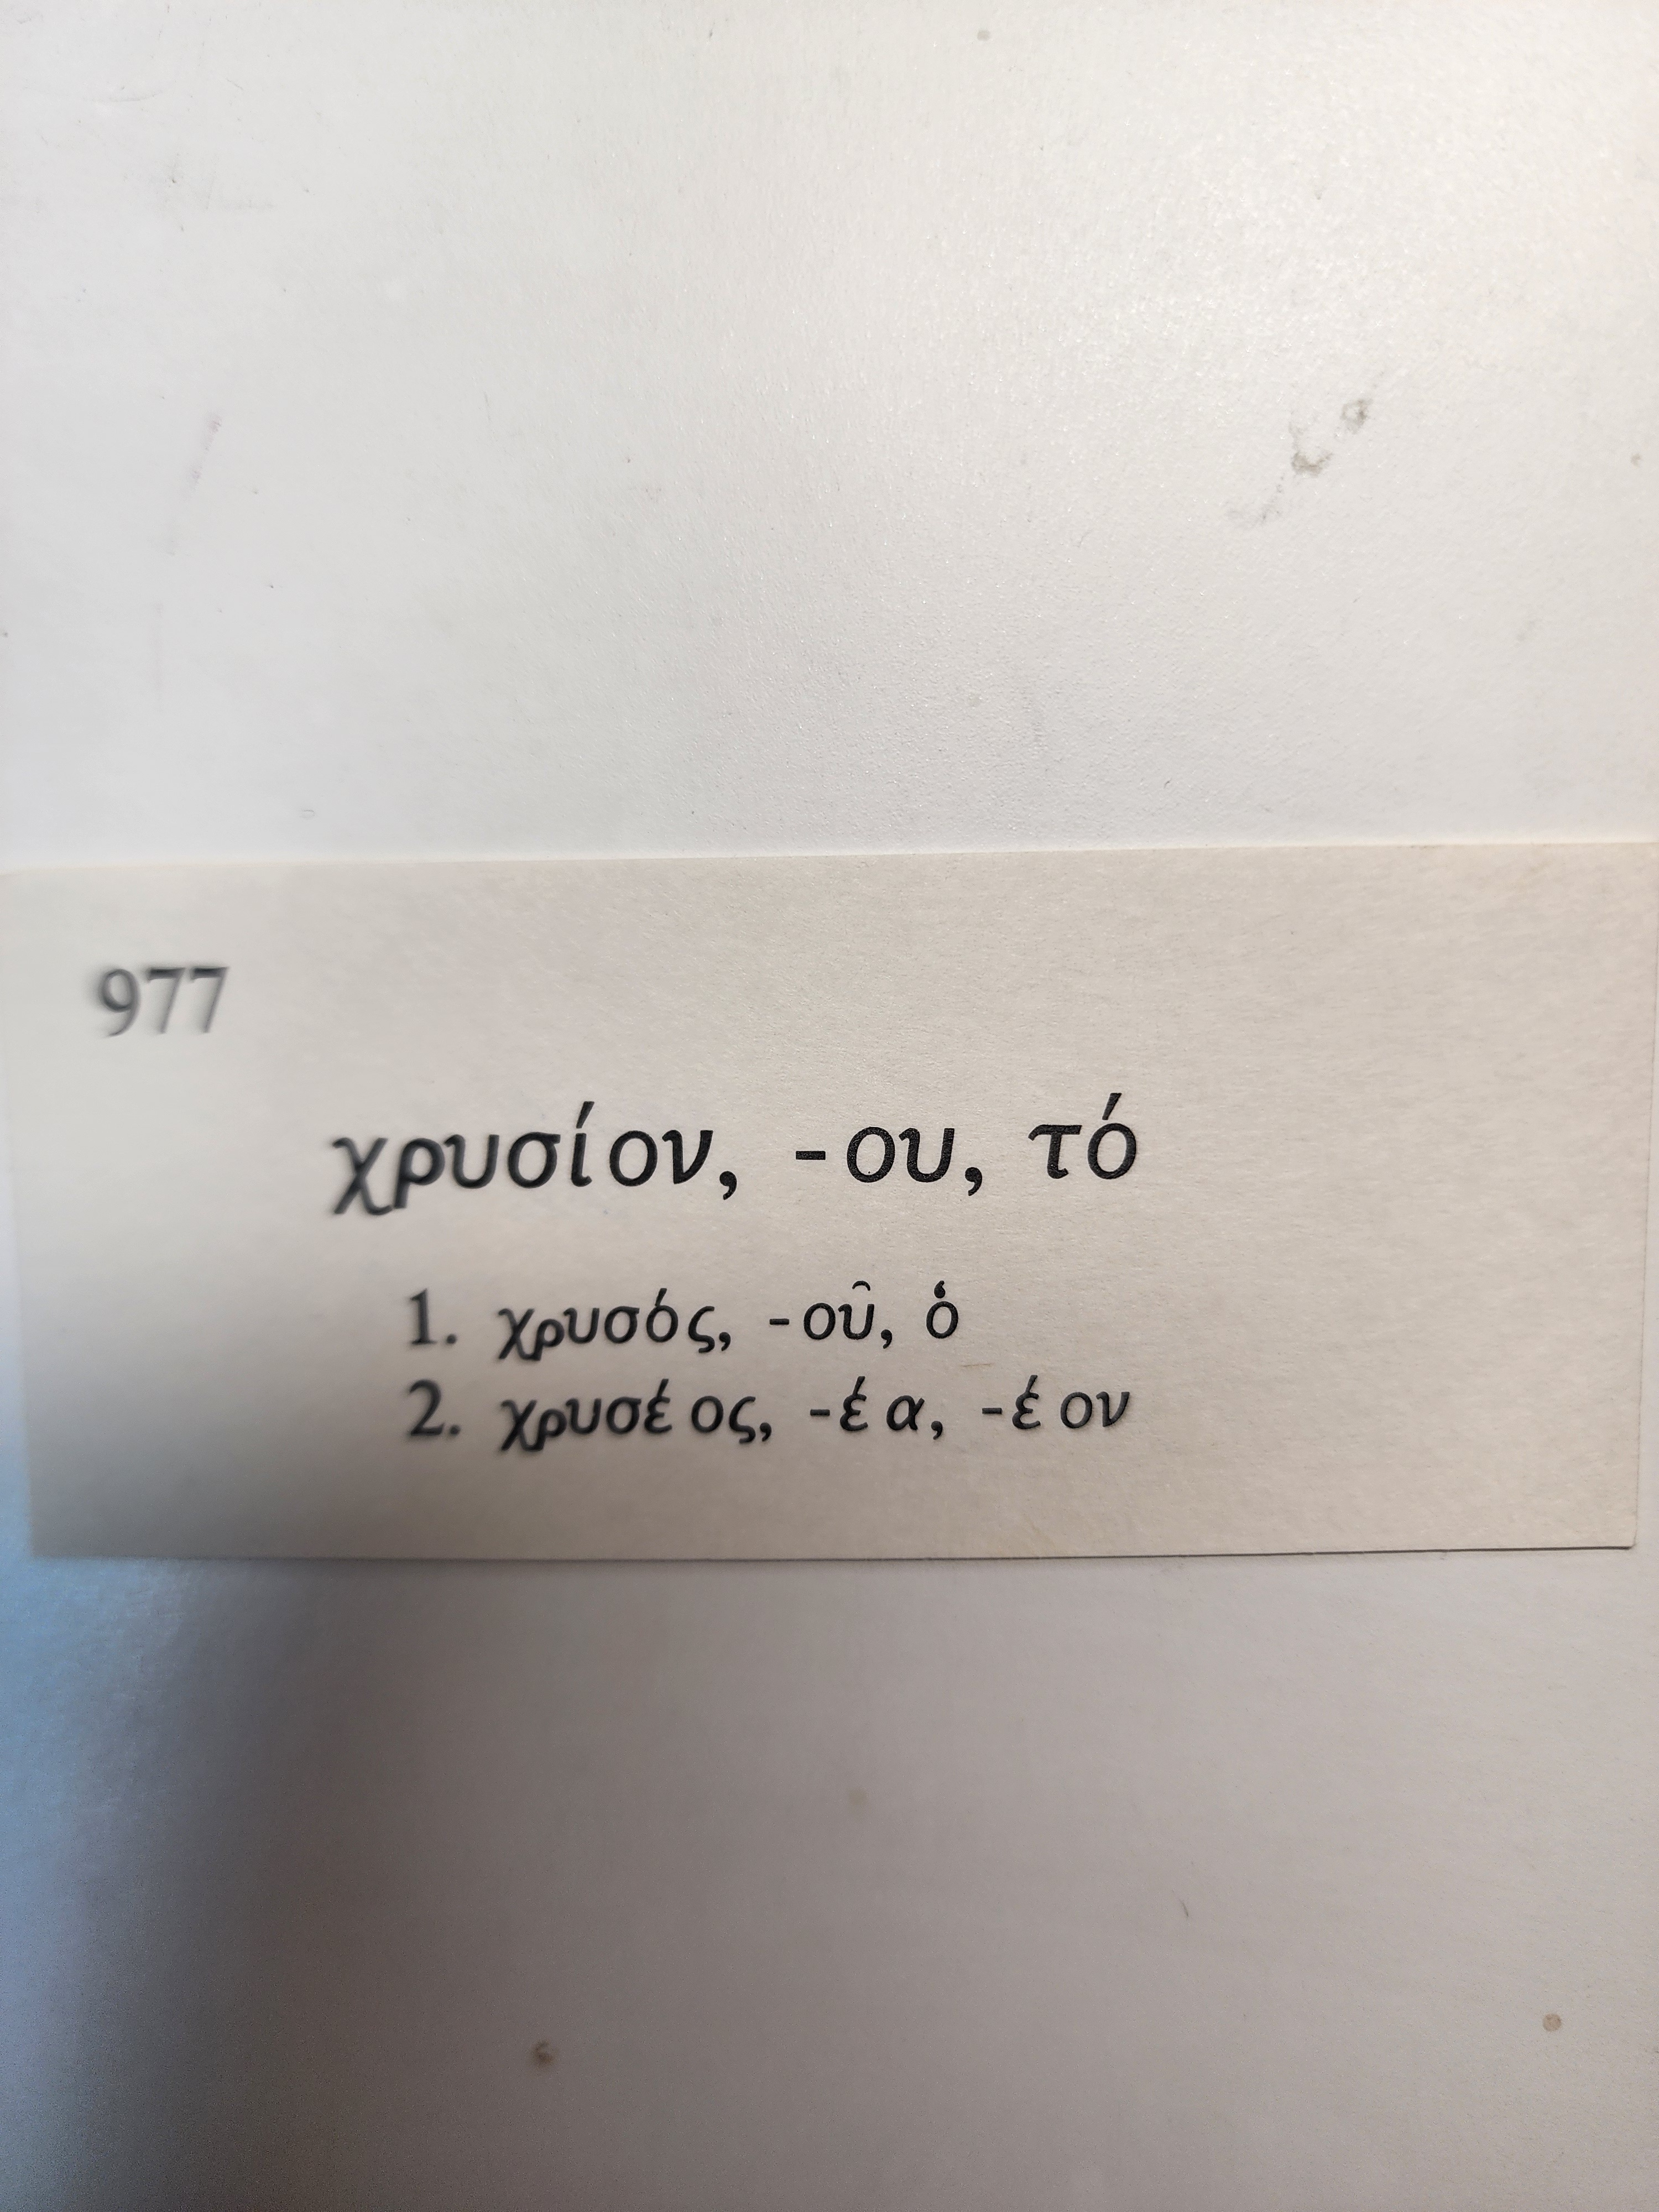 977
χρυσίον, -ου, τό
1. χρυσός, -οῦ, ὁ
2. χρυσέος, -έα, -έον